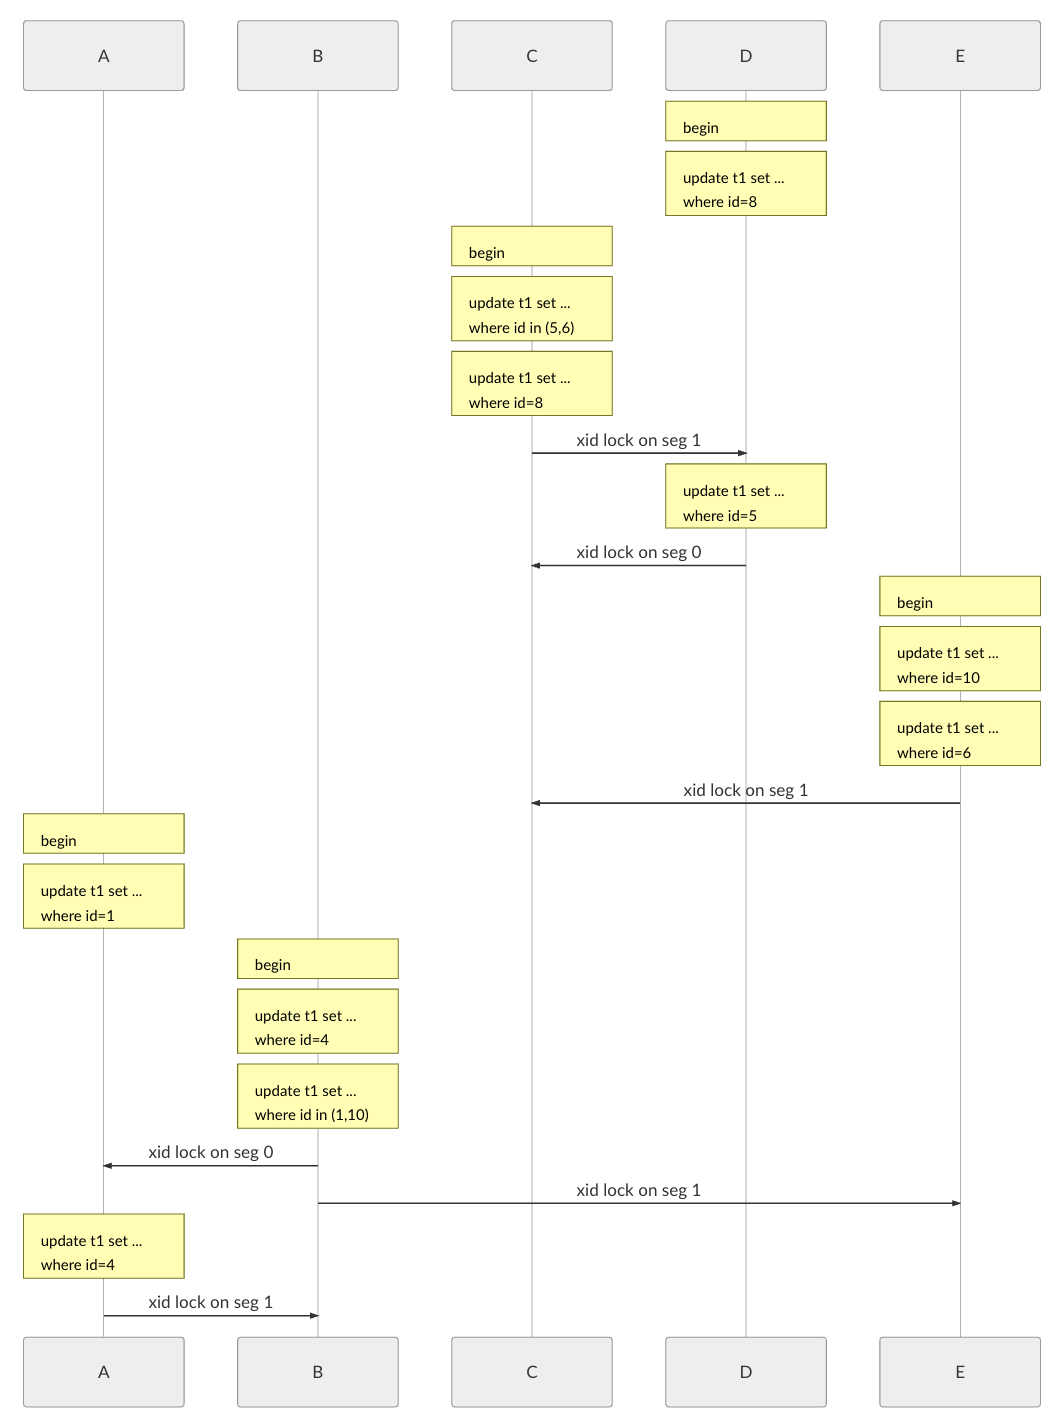 A
B
C
D
E
begin
update t1 set ...
where id=8
begin
update t1 set ...
where id in (5,6)
update t1 set ...
where id=8
xid lock on seg 1
update t1 set ...
where id=5
xid lock on seg 0
begin
update t1 set ...
where id=10
update t1 set ...
where id=6
xid lock on seg 1
begin
update t1 set ...
where id=1
begin
update t1 set ...
where id=4
update t1 set ...
where id in (1,10)
xid lock on seg 0
xid lock on seg 1
update t1 set ...
where id=4
xid lock on seg 1
A
B
C
D
E